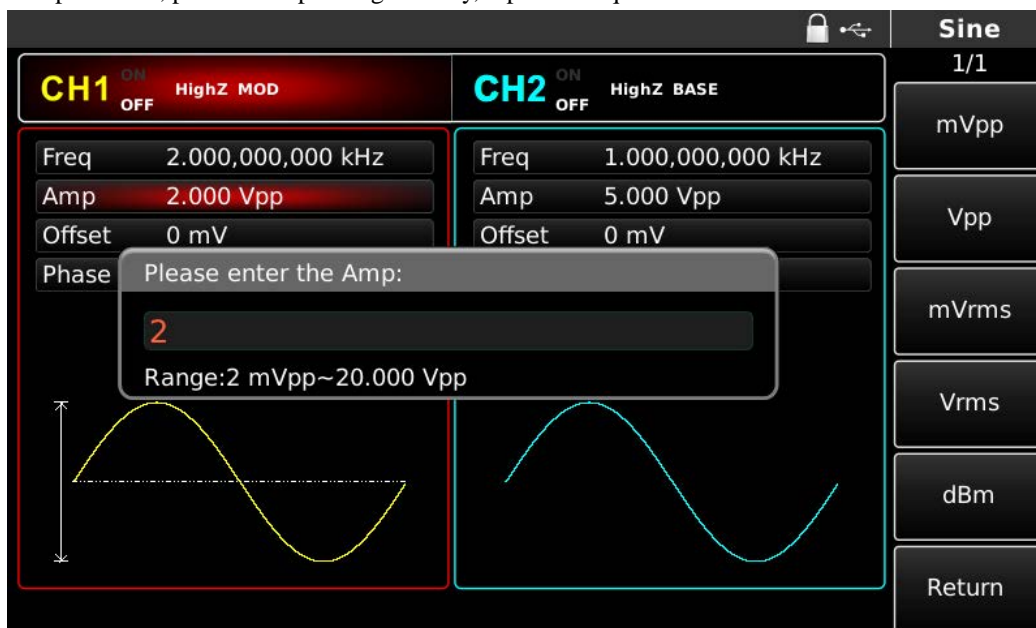 Sine
1/1
CH1 ON OFF HighZ MOD
CH2 ON OFF HighZ BASE
mVpp
Freq 2.000,000,000 kHz
Freq 1.000,000,000 kHz
Amp 2.000 Vpp
Amp 5.000 Vpp
Vpp
Offset 0 mV
Offset 0 mV
Phase
Please enter the Amp:
mVrms
2
Range:2 mVpp~20.000 Vpp
Vrms
dBm
Return